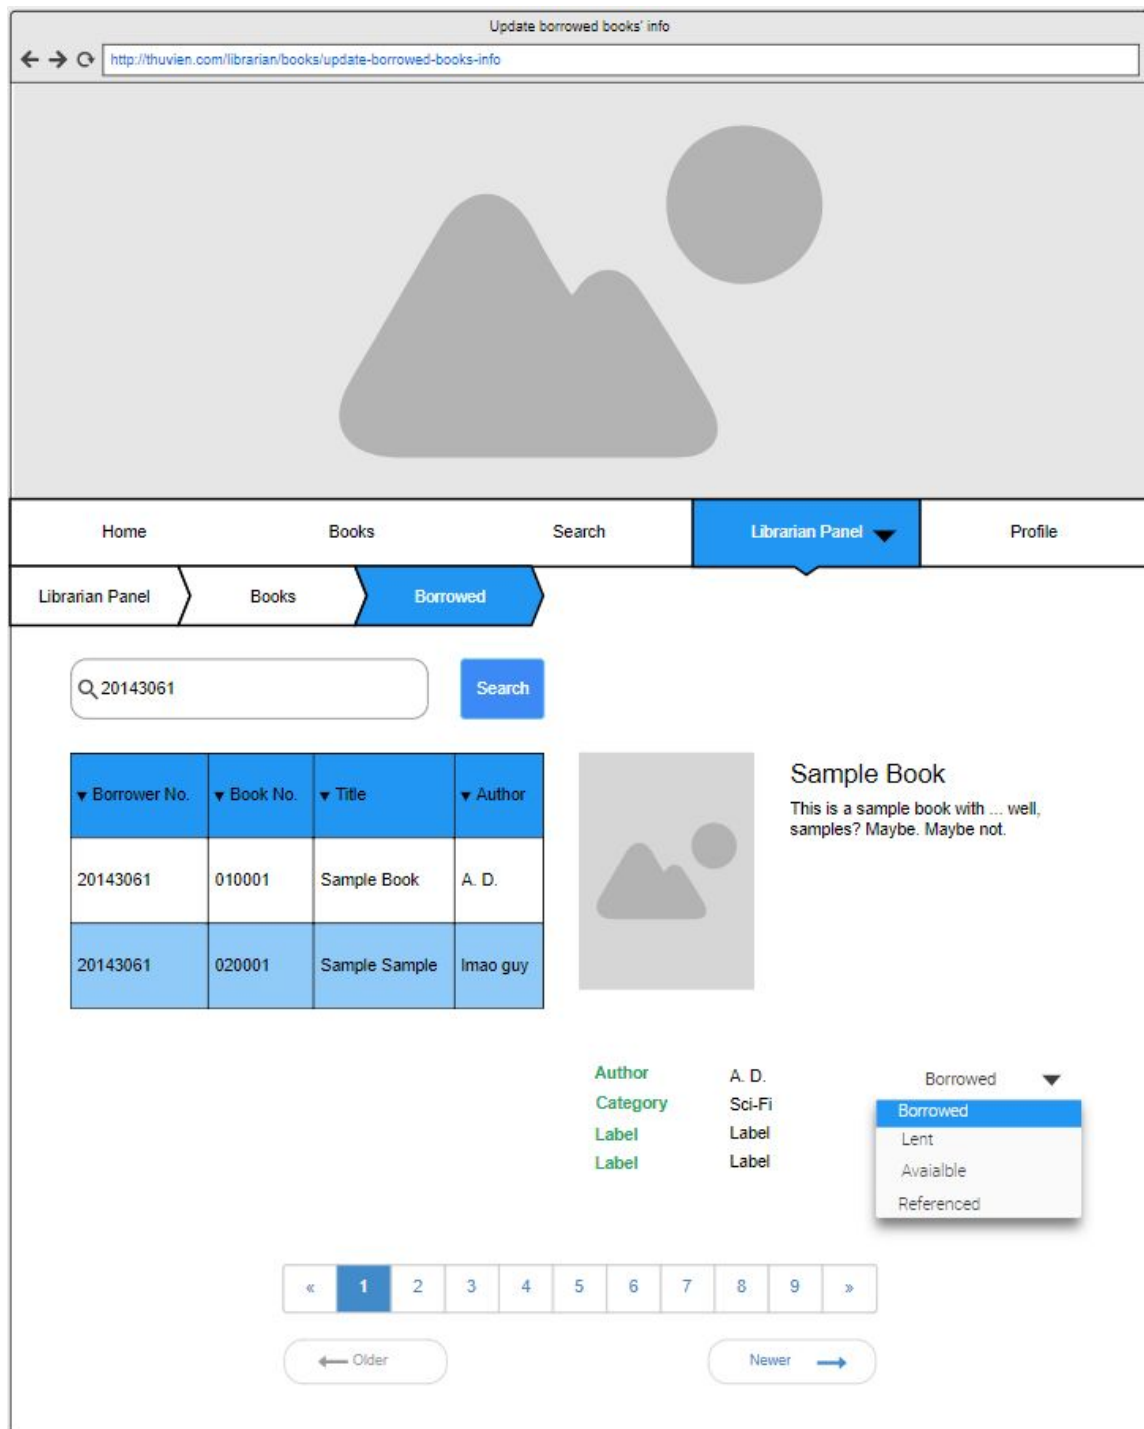 Update borrowed books' info
http://thuvien.com/librarian/books/update-borrowed-books-info
Home Books Search Librarian Panel Profile
Librarian Panel Books Borrowed
20143061 Search
Borrower No. Book No. Title Author
20143061 010001 Sample Book A. D.
20143061 020001 Sample Sample lmao guy
Sample Book
This is a sample book with ... well,
samples? Maybe. Maybe not.
Author A. D.
Category Sci-Fi
Label Label
Label Label
Borrowed
Borrowed
Lent
Avaialble
Referenced
« 1 2 3 4 5 6 7 8 9 »
Older Newer